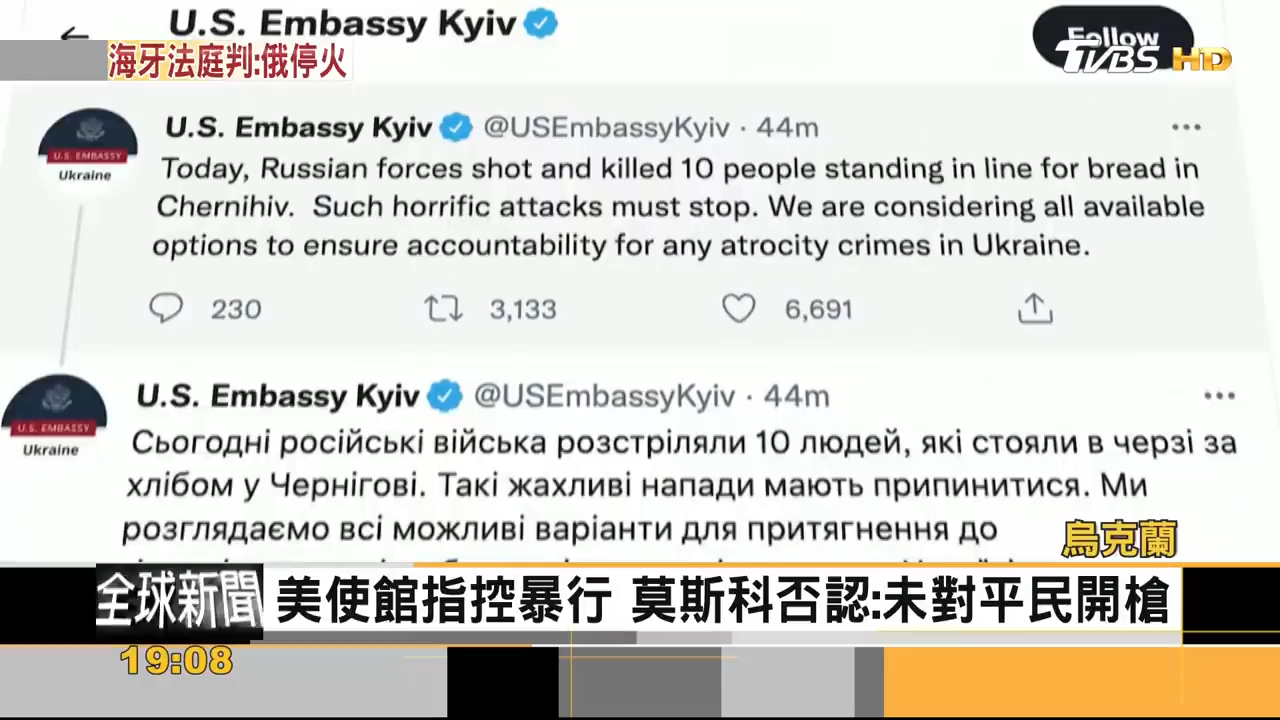 U.S. Embassy Kyiv
Follow
TVBS HD
海牙法庭判:俄停火
U.S. Embassy Kyiv @USEmbassyKyiv · 44m
U.S. EMBASSY
Ukraine
Today, Russian forces shot and killed 10 people standing in line for bread in
Chernihiv. Such horrific attacks must stop. We are considering all available
options to ensure accountability for any atrocity crimes in Ukraine.
230 3,133 6,691
U.S. Embassy Kyiv @USEmbassyKyiv · 44m
U.S. EMBASSY
Ukraine
Сьогодні російські війська розстріляли 10 людей, які стояли в черзі за
хлібом у Чернігові. Такі жахливі напади мають припинитися. Ми
розглядаємо всі можливі варіанти для притягнення до
烏克蘭
全球新聞
美使館指控暴行 莫斯科否認:未對平民開槍
19:08